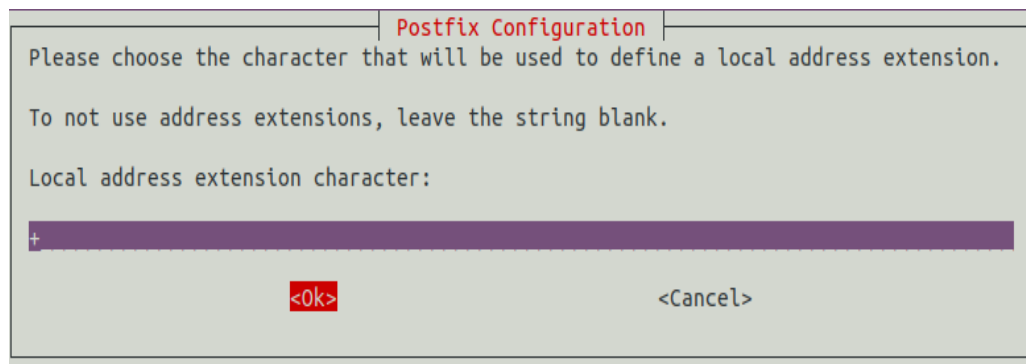 Postfix Configuration
Please choose the character that will be used to define a local address extension.
To not use address extensions, leave the string blank.
Local address extension character:
+
<Ok> <Cancel>